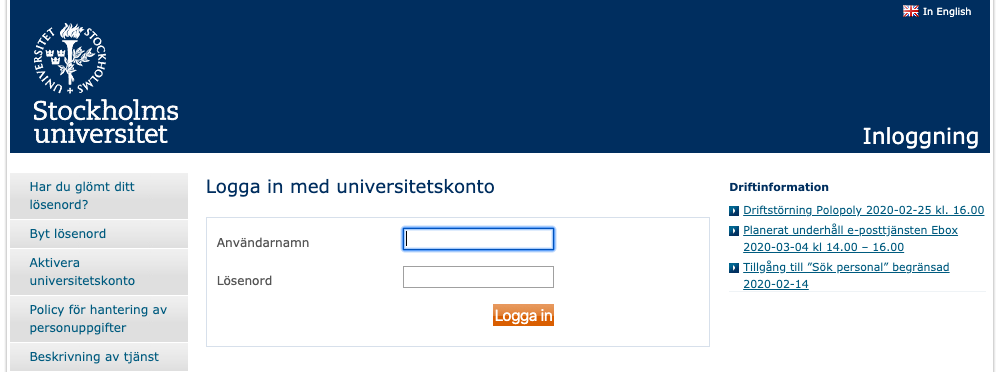 In English
UNIVERSITET STOCKHOLMS
Stockholms
universitet
Inloggning
Har du glömt ditt
lösenord?
Byt lösenord
Aktivera
universitetskonto
Policy för hantering av
personuppgifter
Beskrivning av tjänst
Logga in med universitetskonto
Användarnamn
Lösenord
Logga in
Driftinformation
Driftstörning Polopoly 2020-02-25 kl. 16.00
Planerat underhåll e-posttjänsten Ebox
2020-03-04 kl 14.00 – 16.00
Tillgång till ”Sök personal” begränsad
2020-02-14